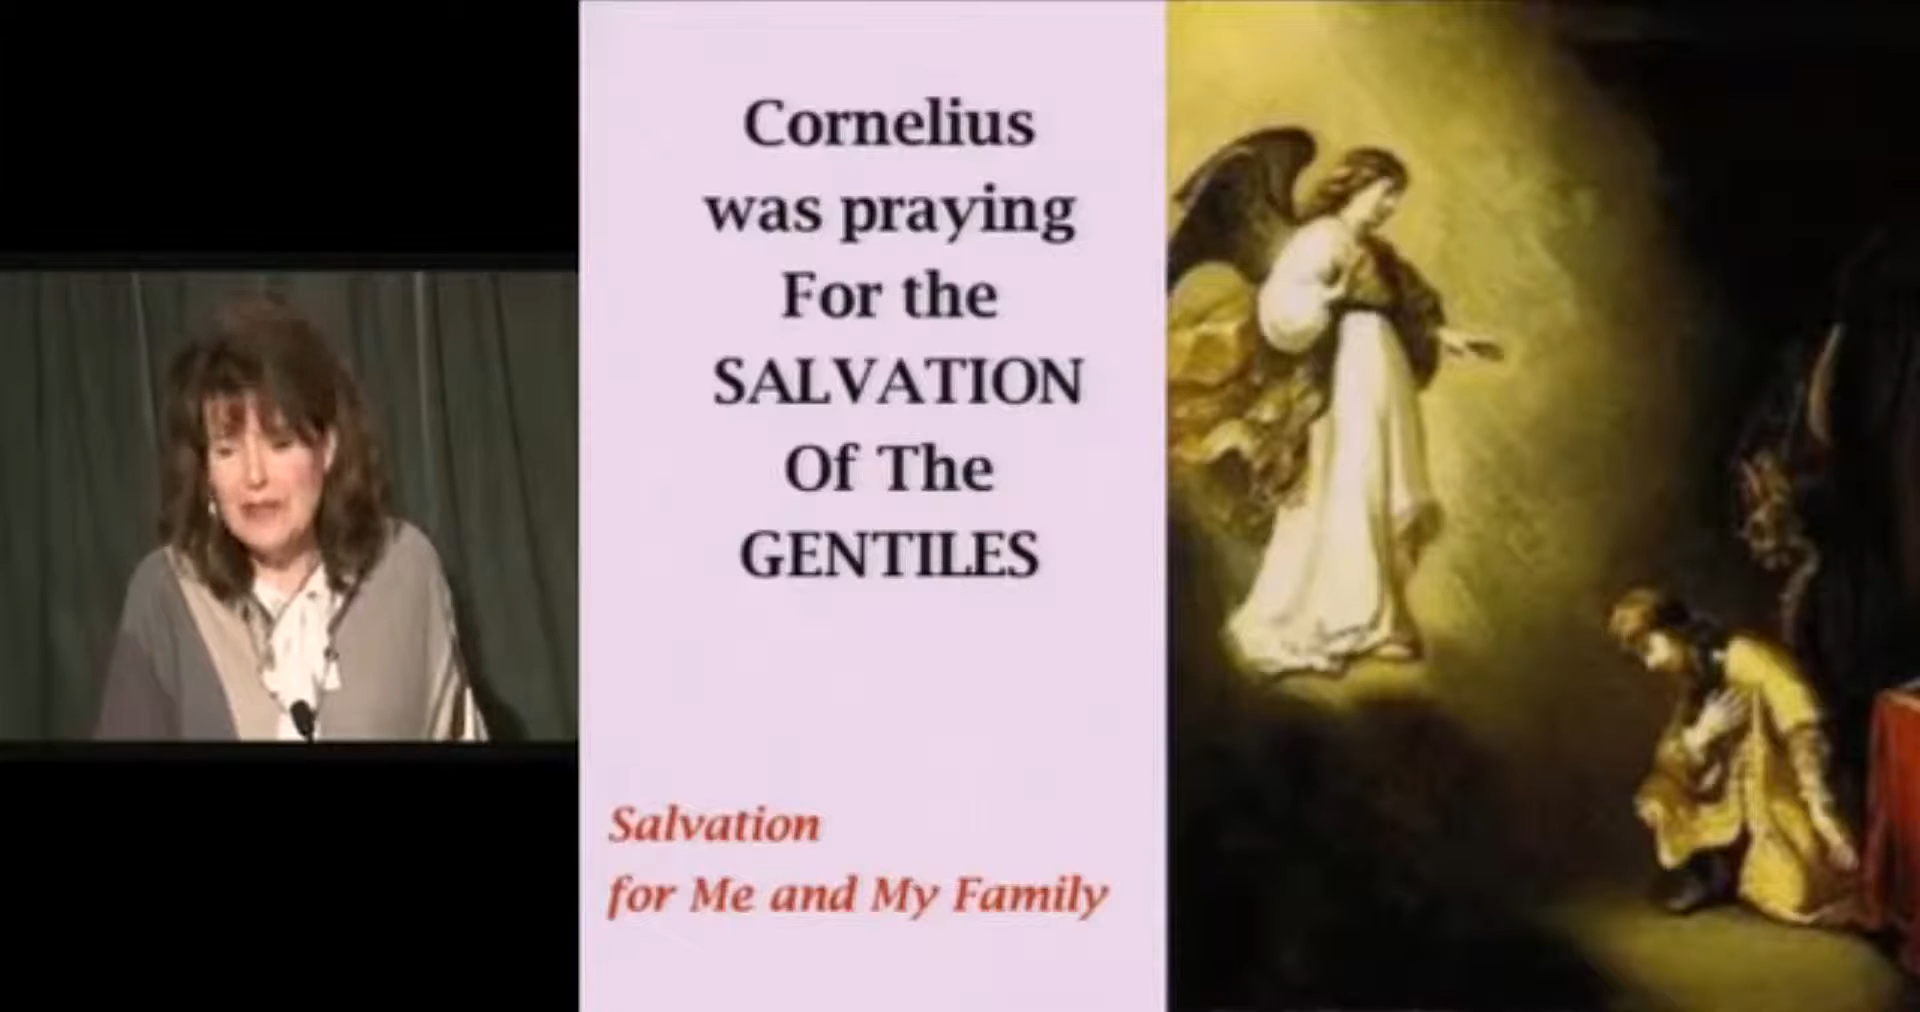 Cornelius
was praying
For the
SALVATION
Of The
GENTILES
Salvation
for Me and My Family